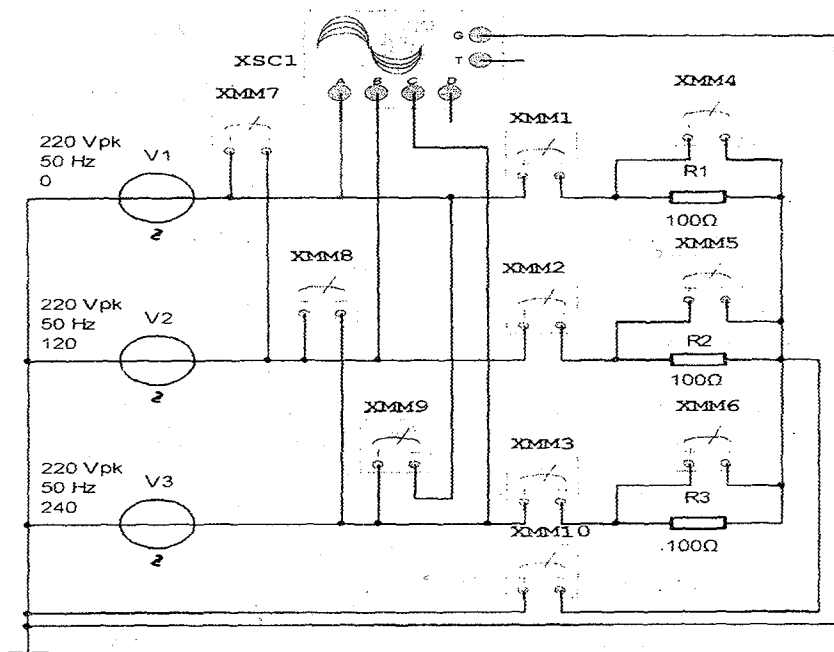 XSC1
G
T
A B C D
XMM7
XMM1
XMM4
220 Vpk
50 Hz
0
V1
R1
100Ω
XMM8
XMM2
XMM5
220 Vpk
50 Hz
120
V2
R2
100Ω
XMM9
XMM3
XMM6
220 Vpk
50 Hz
240
V3
R3
100Ω
XMM10